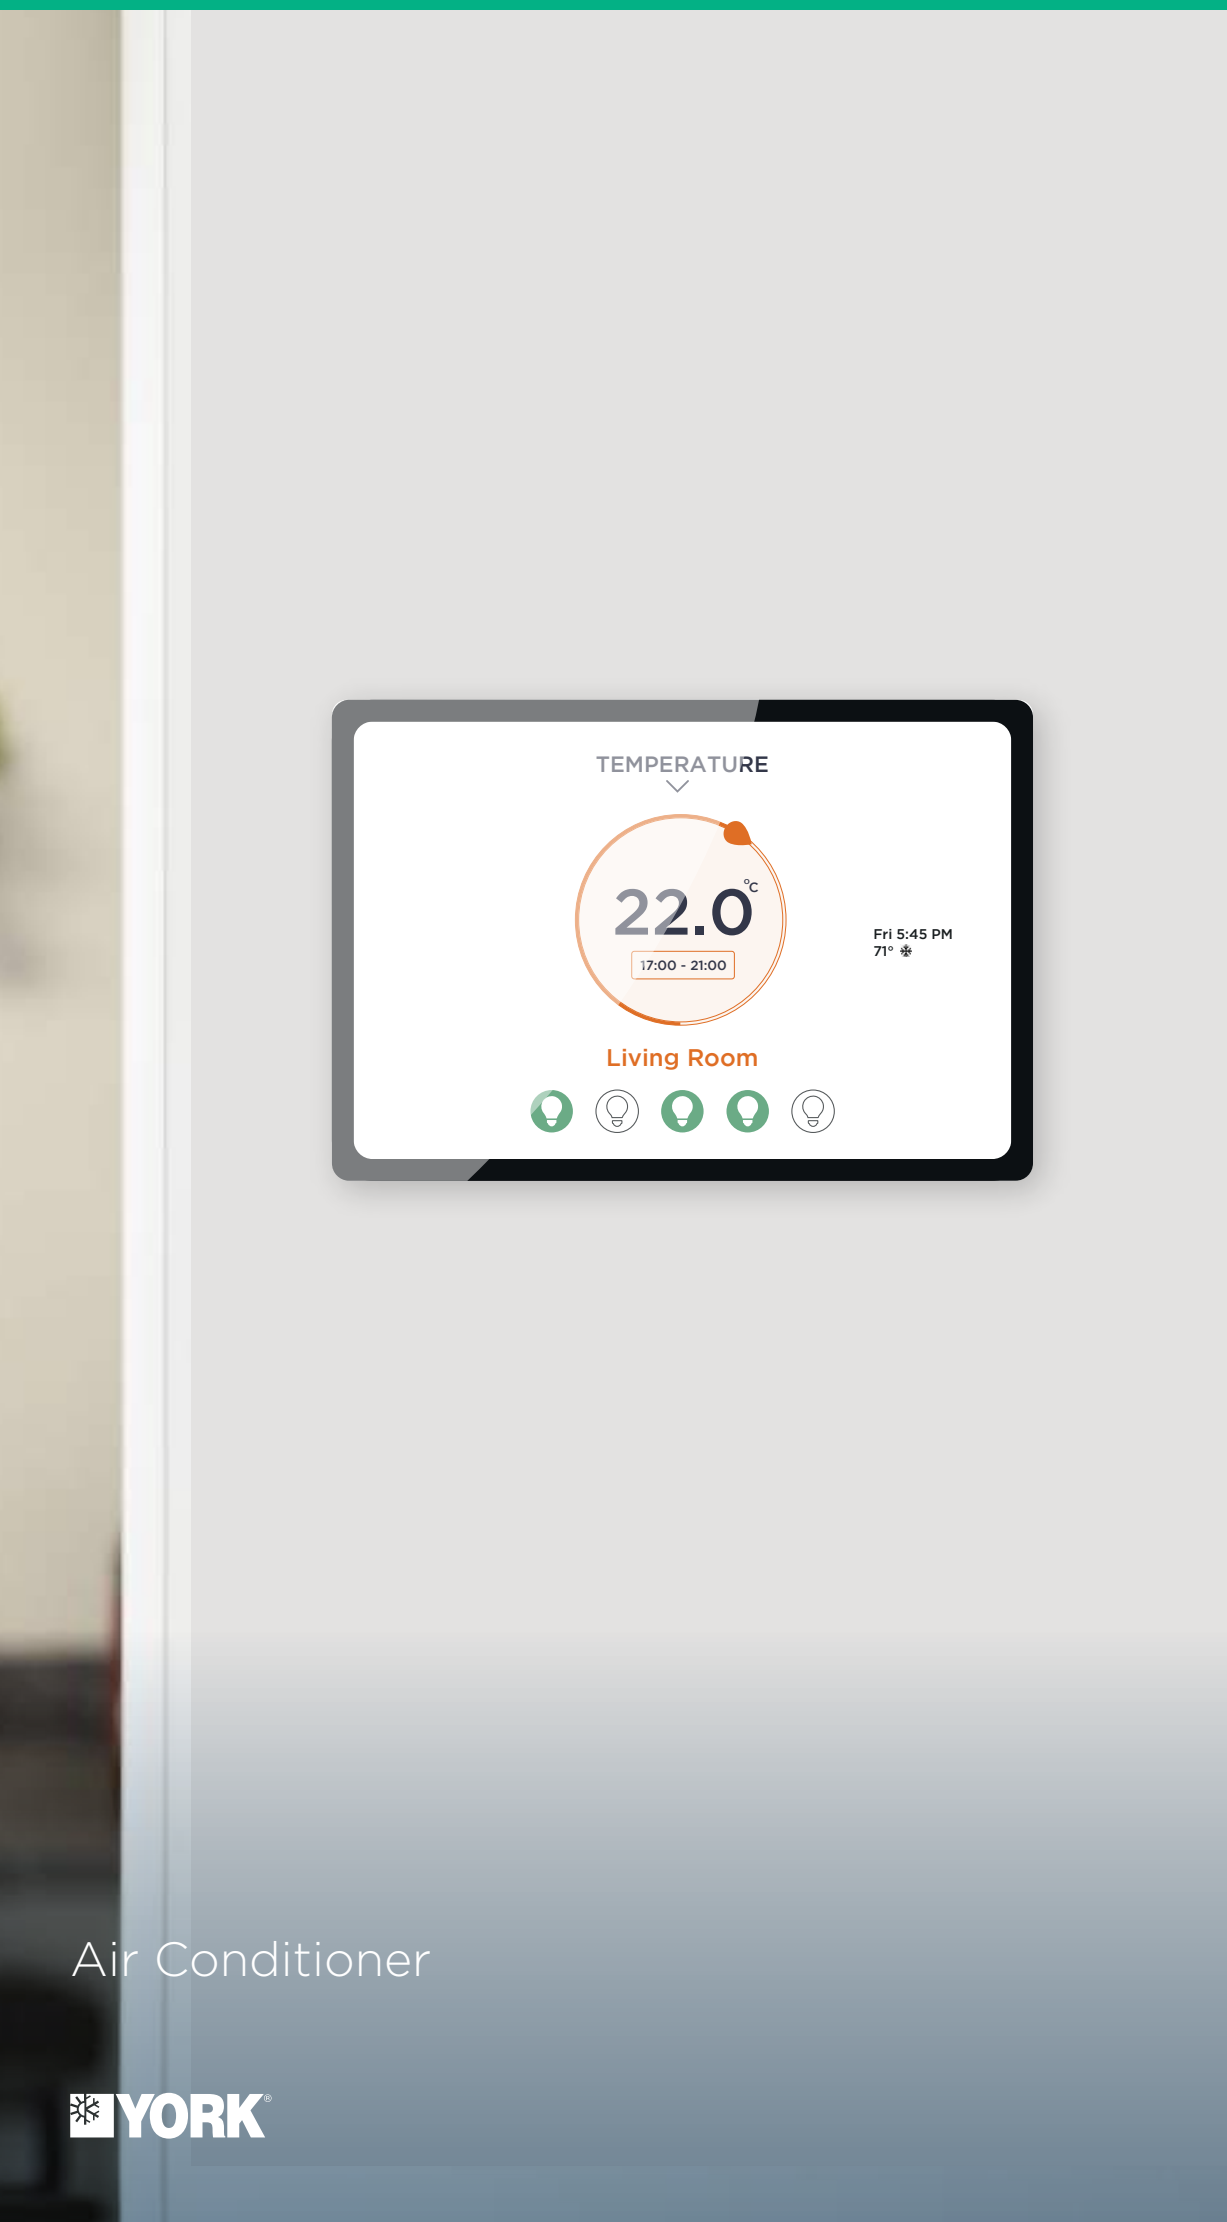 TEMPERATURE
22.0°C
17:00 - 21:00
Fri 5:45 PM
71°
Living Room
Air Conditioner
YORK®